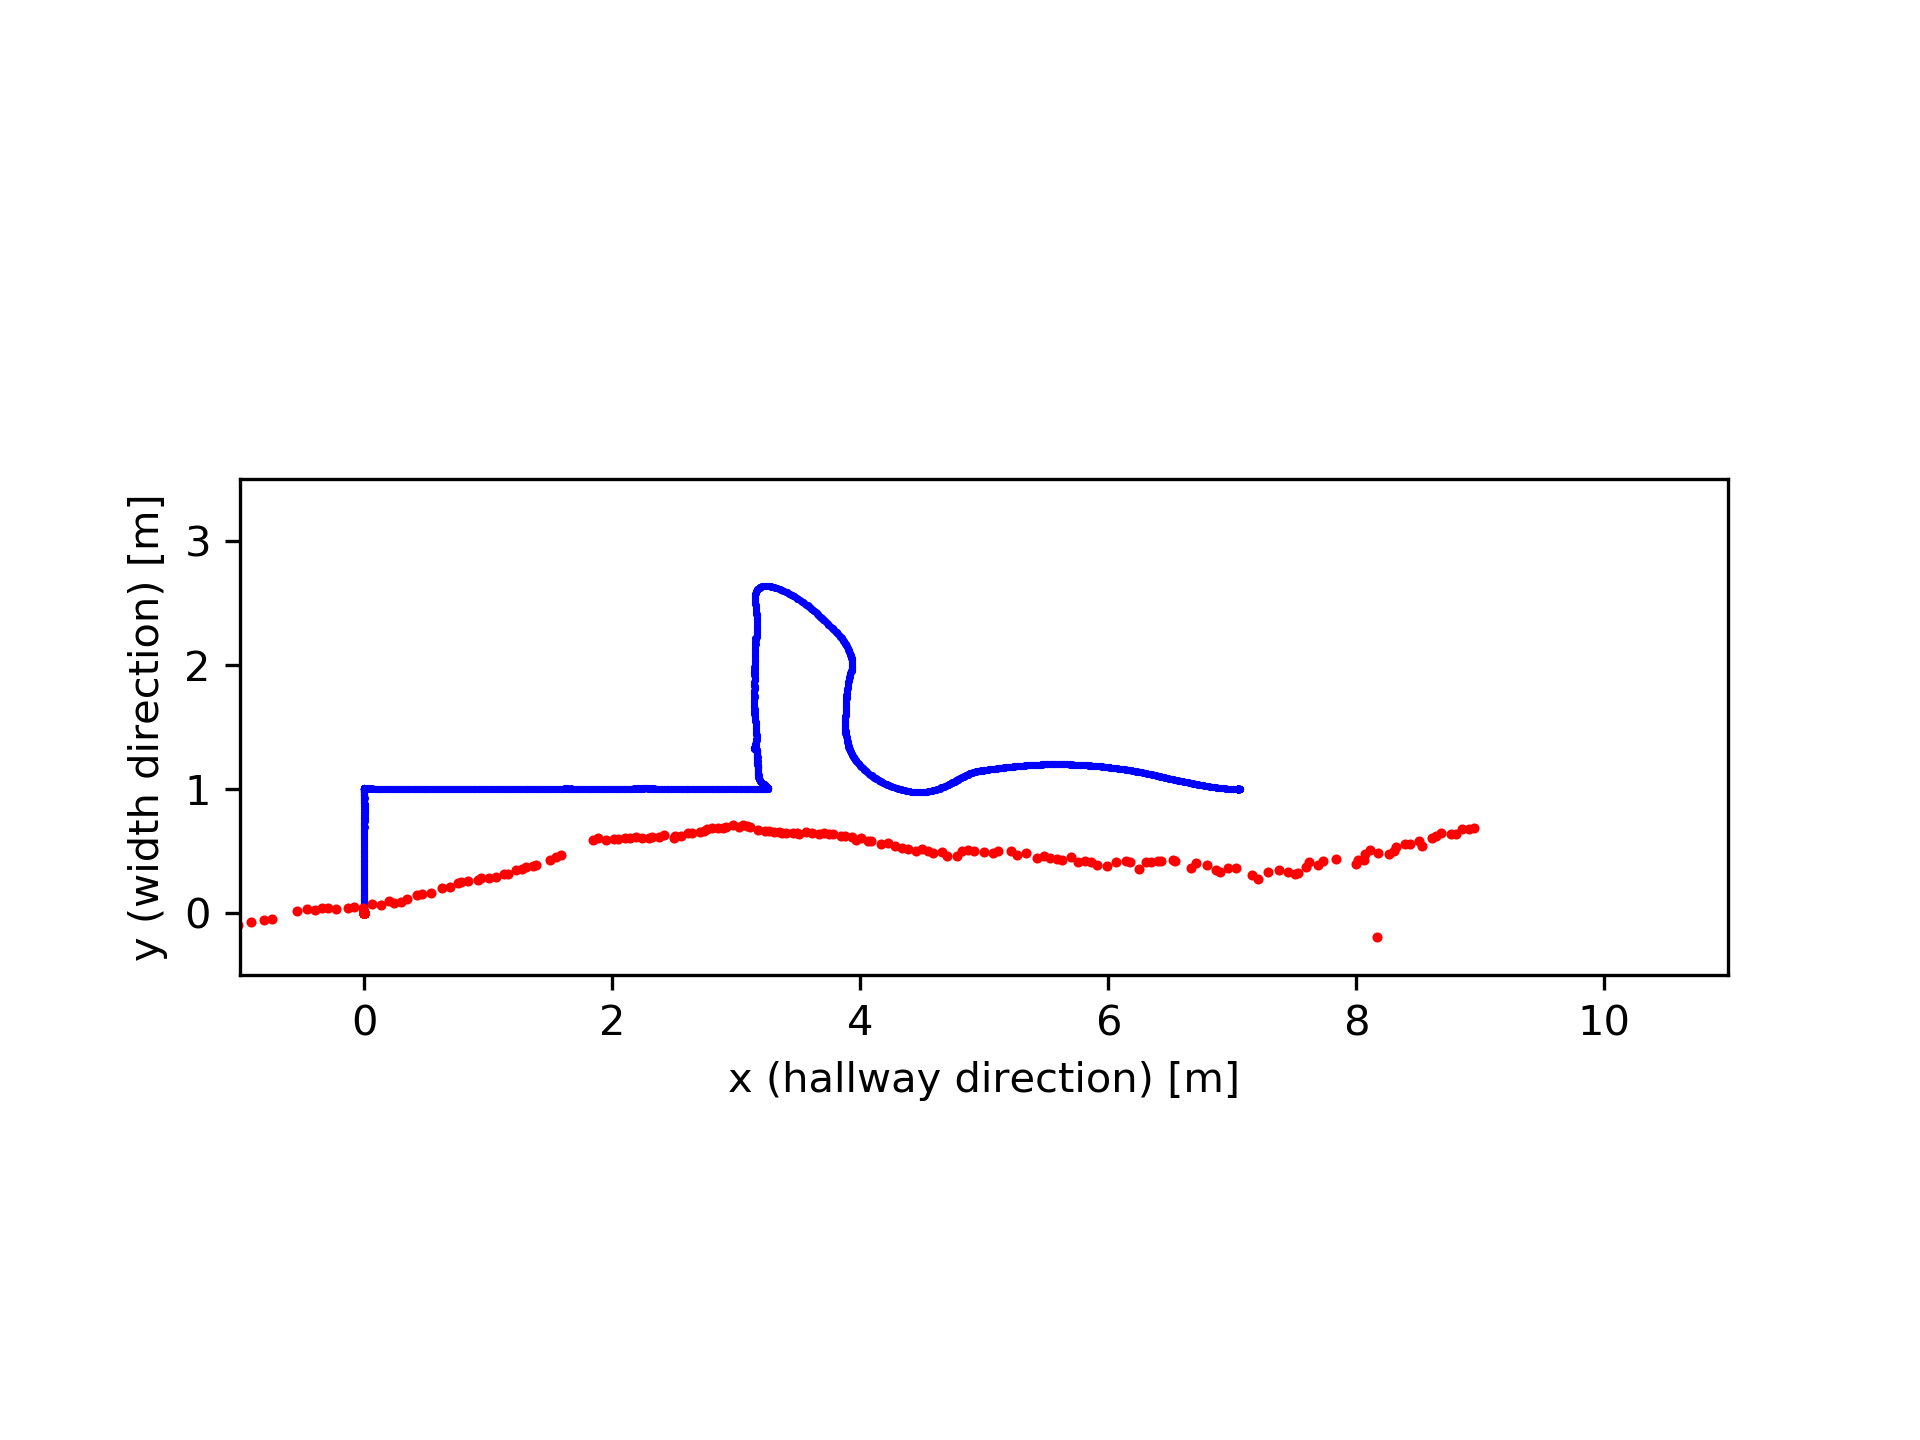 y (width direction) [m]
3
2
1
0
0 2 4 6 8 10
x (hallway direction) [m]